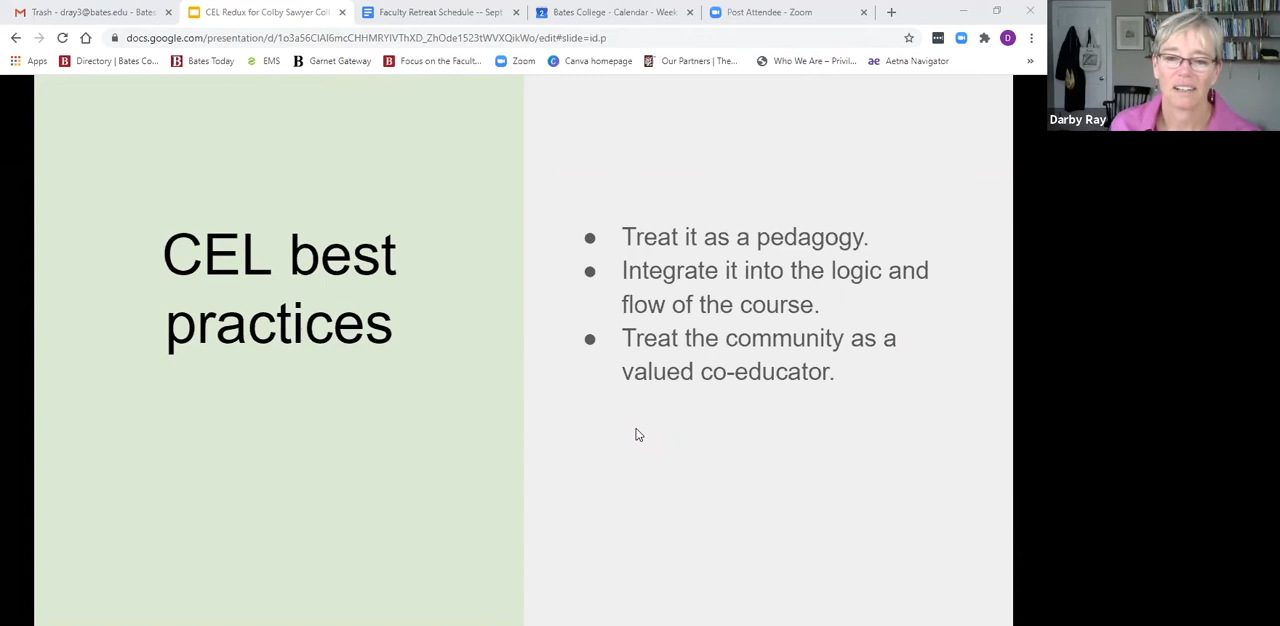 Trash - dray3@bates.edu - Bates
CEL Redux for Colby Sawyer Coll
Faculty Retreat Schedule -- Sept
Bates College - Calendar - Week
Post Attendee - Zoom
docs.google.com/presentation/d/1o3a56ClAI6mcCHHMRYIVThXD_ZhOde1523tWVXQikWo/edit#slide=id.p
Apps
Directory | Bates Co...
Bates Today
EMS
Garnet Gateway
Focus on the Facult...
Zoom
Canva homepage
Our Partners | The...
Who We Are – Privil...
Aetna Navigator
Darby Ray
CEL best
practices
Treat it as a pedagogy.
Integrate it into the logic and
flow of the course.
Treat the community as a
valued co-educator.